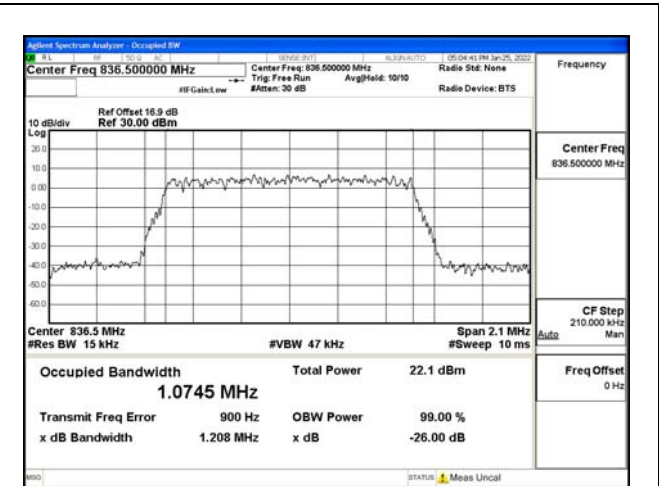 Agilent Spectrum Analyzer - Occupied BW
RL RF 50 Ω AC SENSE:INT ALIGN AUTO 05:04:41 PM Jan 25, 2022
Center Freq 836.500000 MHz
Center Freq: 836.500000 MHz
Radio Std: None
Trig: Free Run Avg|Hold: 10/10
#IFGain:Low #Atten: 30 dB Radio Device: BTS
Frequency
Ref Offset 16.9 dB
10 dB/div Ref 30.00 dBm
Log
20.0
10.0
0.00
-10.0
-20.0
-30.0
-40.0
-50.0
-60.0
Center Freq
836.500000 MHz
Center 836.5 MHz Span 2.1 MHz
#Res BW 15 kHz #VBW 47 kHz #Sweep 10 ms
CF Step
210.000 kHz
Auto Man
Occupied Bandwidth Total Power 22.1 dBm
1.0745 MHz
Transmit Freq Error 900 Hz OBW Power 99.00 %
x dB Bandwidth 1.208 MHz x dB -26.00 dB
Freq Offset
0 Hz
MSG STATUS Meas Uncal